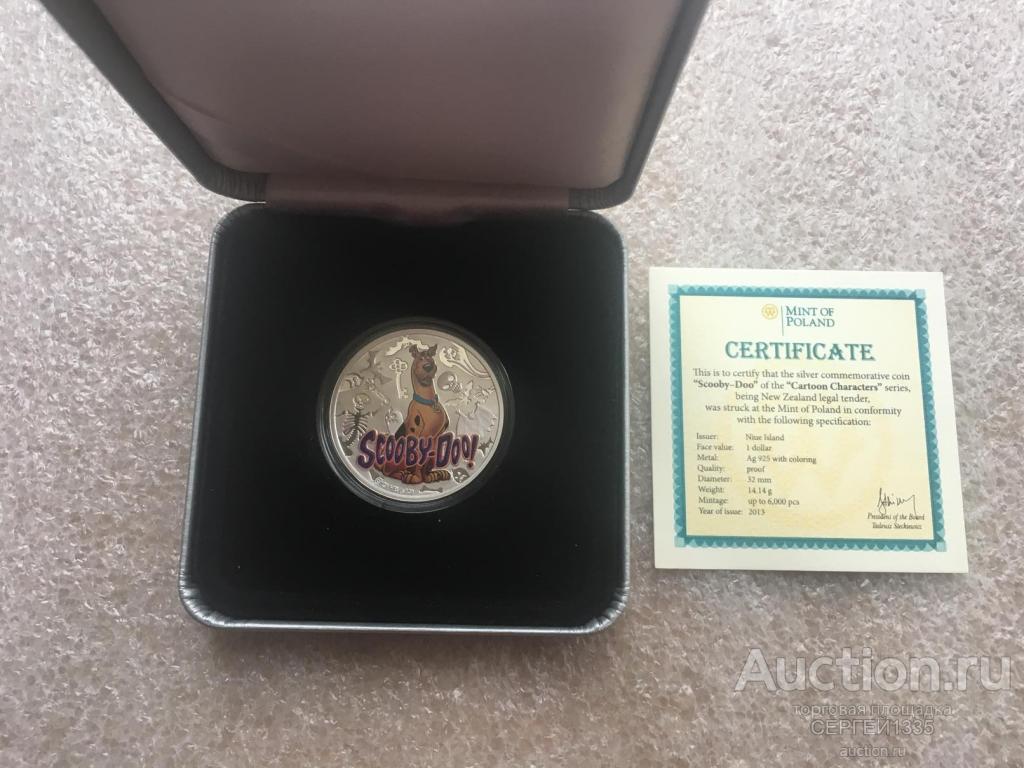 SCOOBY-DOO!
MINT OF
POLAND
CERTIFICATE
This is to certify that the silver commemorative coin
"Scooby–Doo" of the "Cartoon Characters" series,
being New Zealand legal tender,
was struck at the Mint of Poland in conformity
with the following specification:
Issuer: Niue Island
Face value: 1 dollar
Metal: Ag 925 with coloring
Quality: proof
Diameter: 32 mm
Weight: 14.14 g
Mintage: up to 6,000 pcs
Year of issue: 2013
President of the Board
Tadeusz Steckiewicz
Auction.ru
торговая площадка
СЕРГЕЙ1335
auction.ru